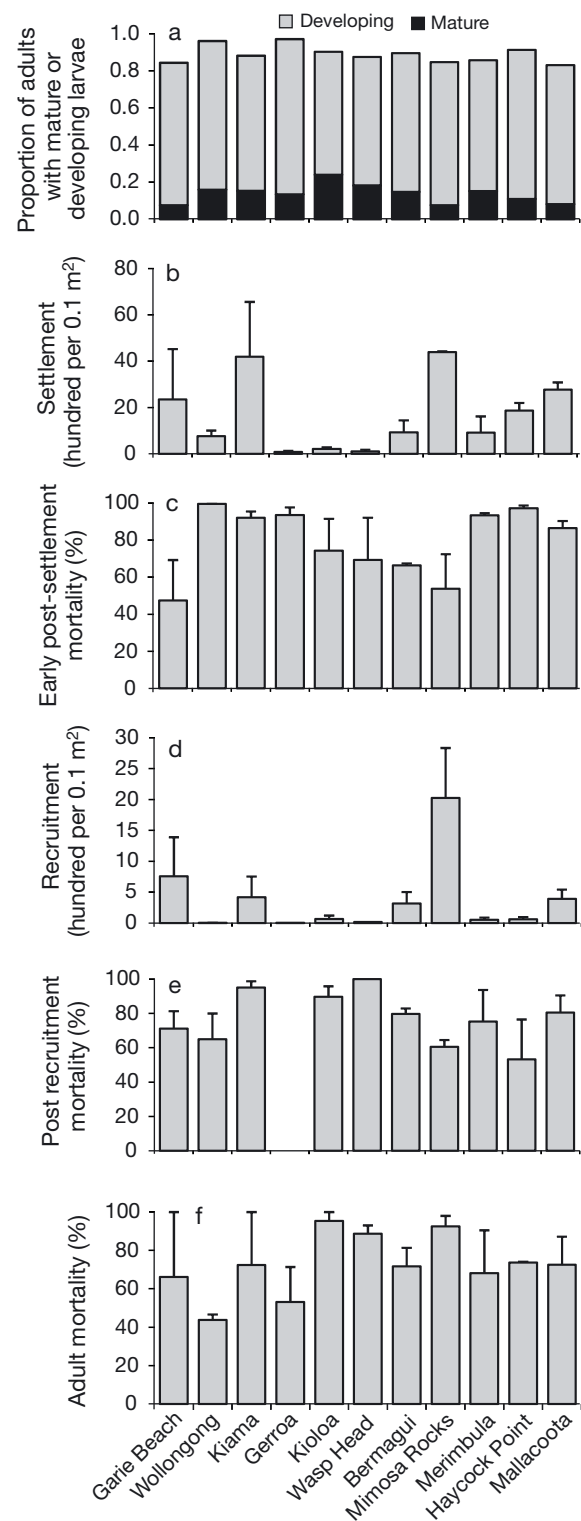 Developing Mature
a
Proportion of adults
with mature or
developing larvae
1.0
0.8
0.6
0.4
0.2
0.0
b
Settlement
(hundred per 0.1 m²)
80
60
40
20
0
c
Early post-settlement
mortality (%)
100
80
60
40
20
0
d
Recruitment
(hundred per 0.1 m²)
30
25
20
15
10
5
0
e
Post recruitment
mortality (%)
100
80
60
40
20
0
f
Adult mortality (%)
100
80
60
40
20
0
Garie Beach
Wollongong
Kiama
Gerroa
Kioloa
Wasp Head
Bermagui
Mimosa Rocks
Merimbula
Haycock Point
Mallacoota